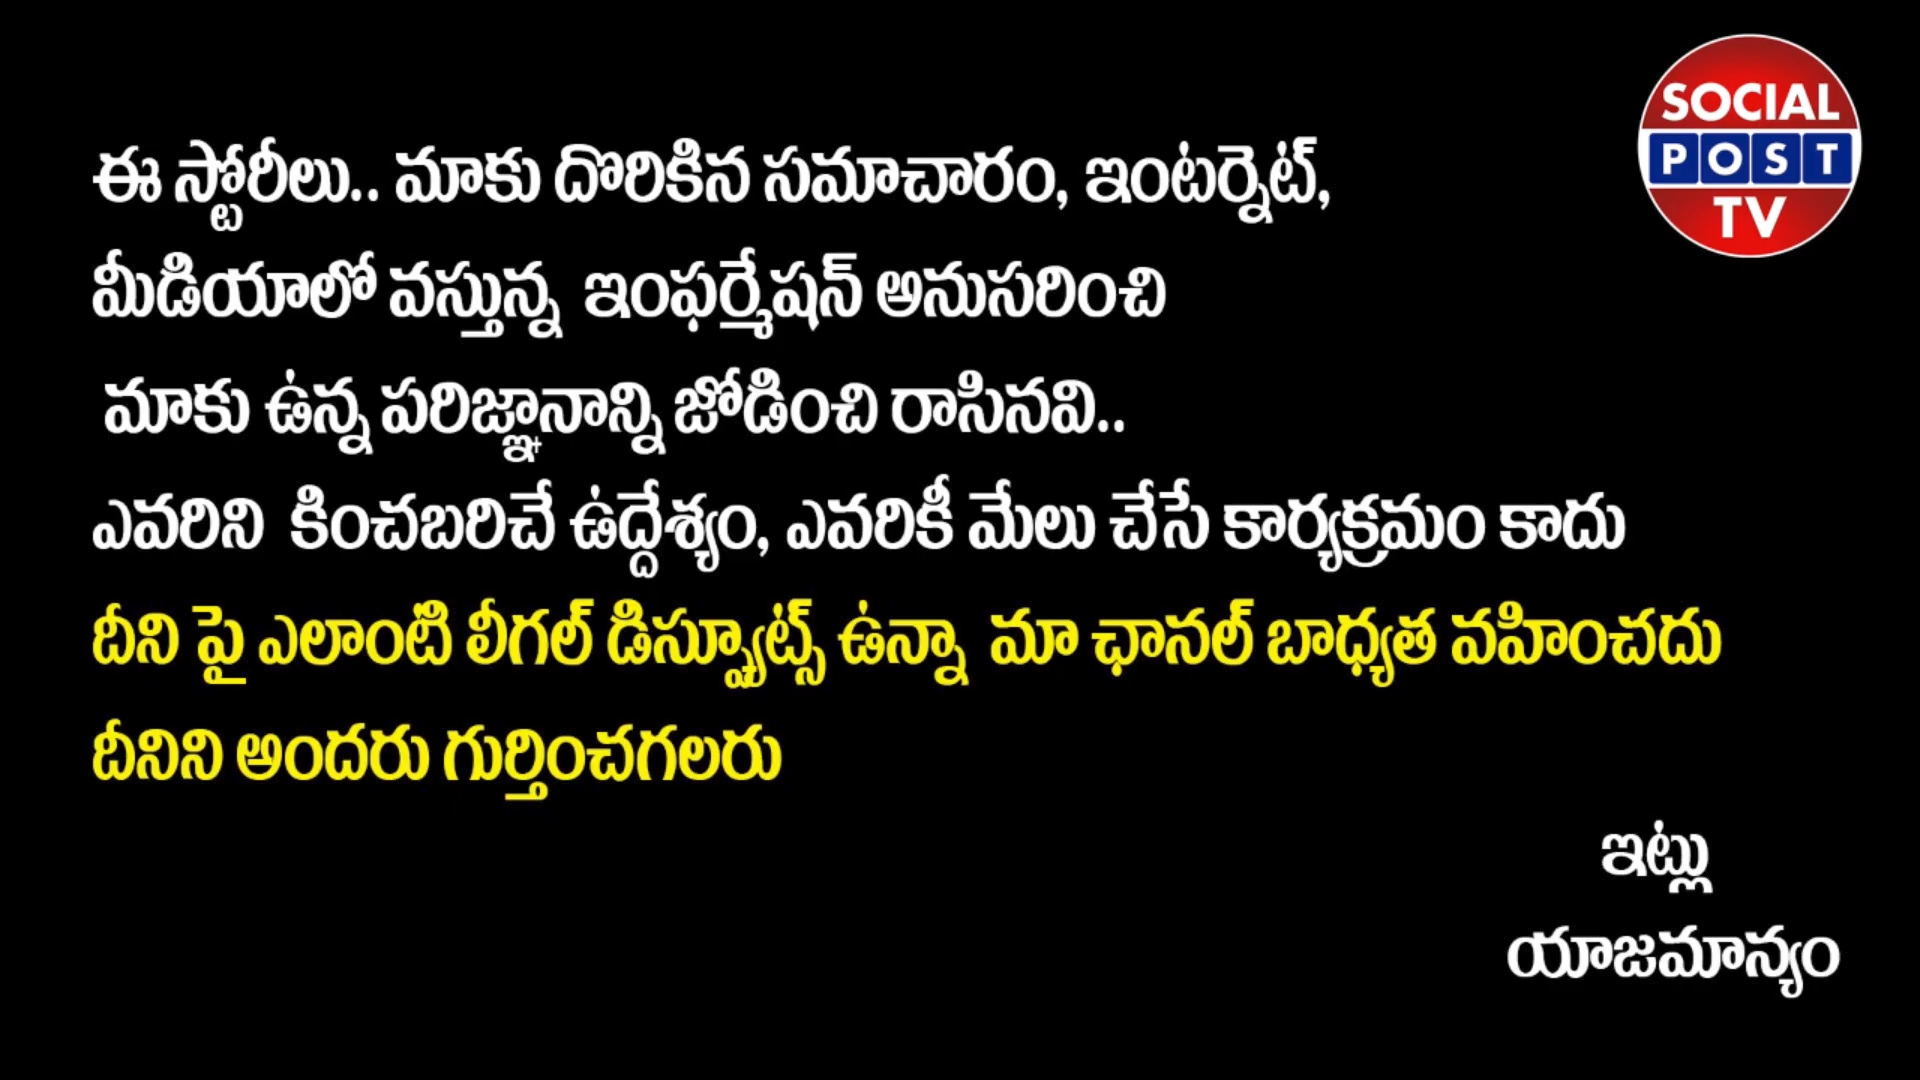 SOCIAL
POST
TV
ఈ స్టోరీలు.. మాకు దొరికిన సమాచారం, ఇంటర్నెట్,
మీడియాలో వస్తున్న ఇంఫర్మేషన్ అనుసరించి
మాకు ఉన్న పరిజ్ఞానాన్ని జోడించి రాసినవి..
ఎవరిని కించబరిచే ఉద్దేశ్యం, ఎవరికీ మేలు చేసే కార్యక్రమం కాదు
దీని పై ఎలాంటి లీగల్ డిస్ప్యూట్స్ ఉన్నా మా ఛానల్ బాధ్యత వహించదు
దీనిని అందరు గుర్తించగలరు
ఇట్లు
యాజమాన్యం